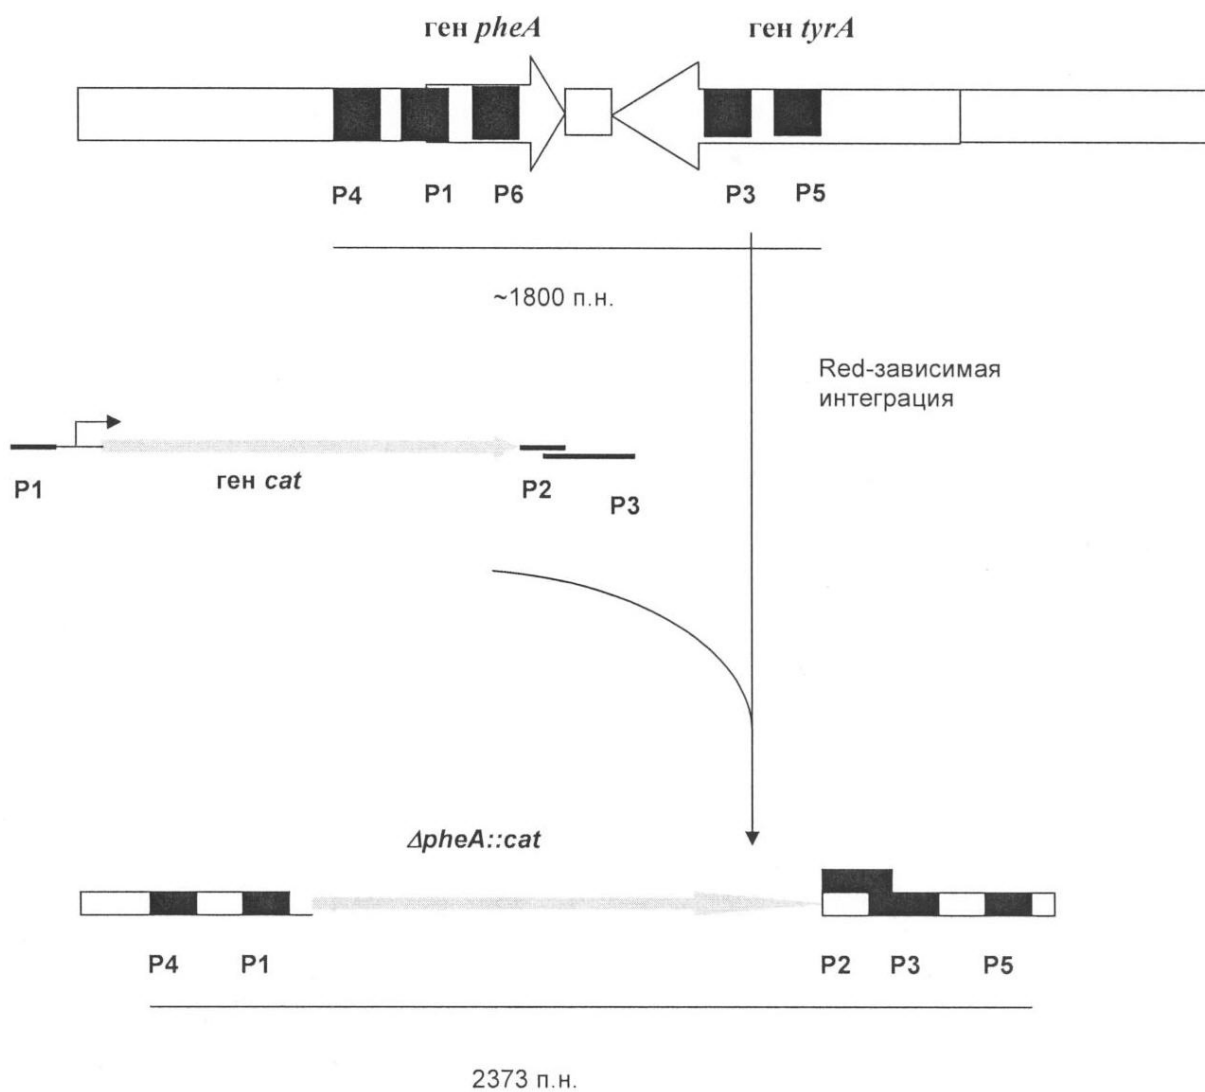 ген pheA ген tyrA
P4 P1 P6 P3 P5
~1800 п.н.
Red-зависимая
интеграция
P1 ген cat P2 P3
ΔpheA::cat
P4 P1 P2 P3 P5
2373 п.н.